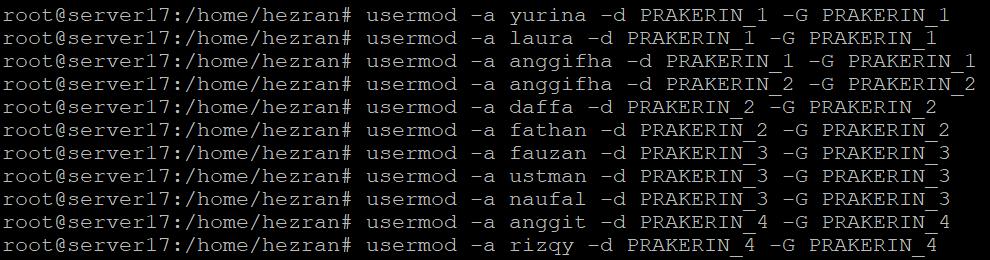 root@server17:/home/hezran# usermod -a yurina -d PRAKERIN_1 -G PRAKERIN_1
root@server17:/home/hezran# usermod -a laura -d PRAKERIN_1 -G PRAKERIN_1
root@server17:/home/hezran# usermod -a anggifha -d PRAKERIN_1 -G PRAKERIN_1
root@server17:/home/hezran# usermod -a anggifha -d PRAKERIN_2 -G PRAKERIN_2
root@server17:/home/hezran# usermod -a daffa -d PRAKERIN_2 -G PRAKERIN_2
root@server17:/home/hezran# usermod -a fathan -d PRAKERIN_2 -G PRAKERIN_2
root@server17:/home/hezran# usermod -a fauzan -d PRAKERIN_3 -G PRAKERIN_3
root@server17:/home/hezran# usermod -a ustman -d PRAKERIN_3 -G PRAKERIN_3
root@server17:/home/hezran# usermod -a naufal -d PRAKERIN_3 -G PRAKERIN_3
root@server17:/home/hezran# usermod -a anggit -d PRAKERIN_4 -G PRAKERIN_4
root@server17:/home/hezran# usermod -a rizqy -d PRAKERIN_4 -G PRAKERIN_4